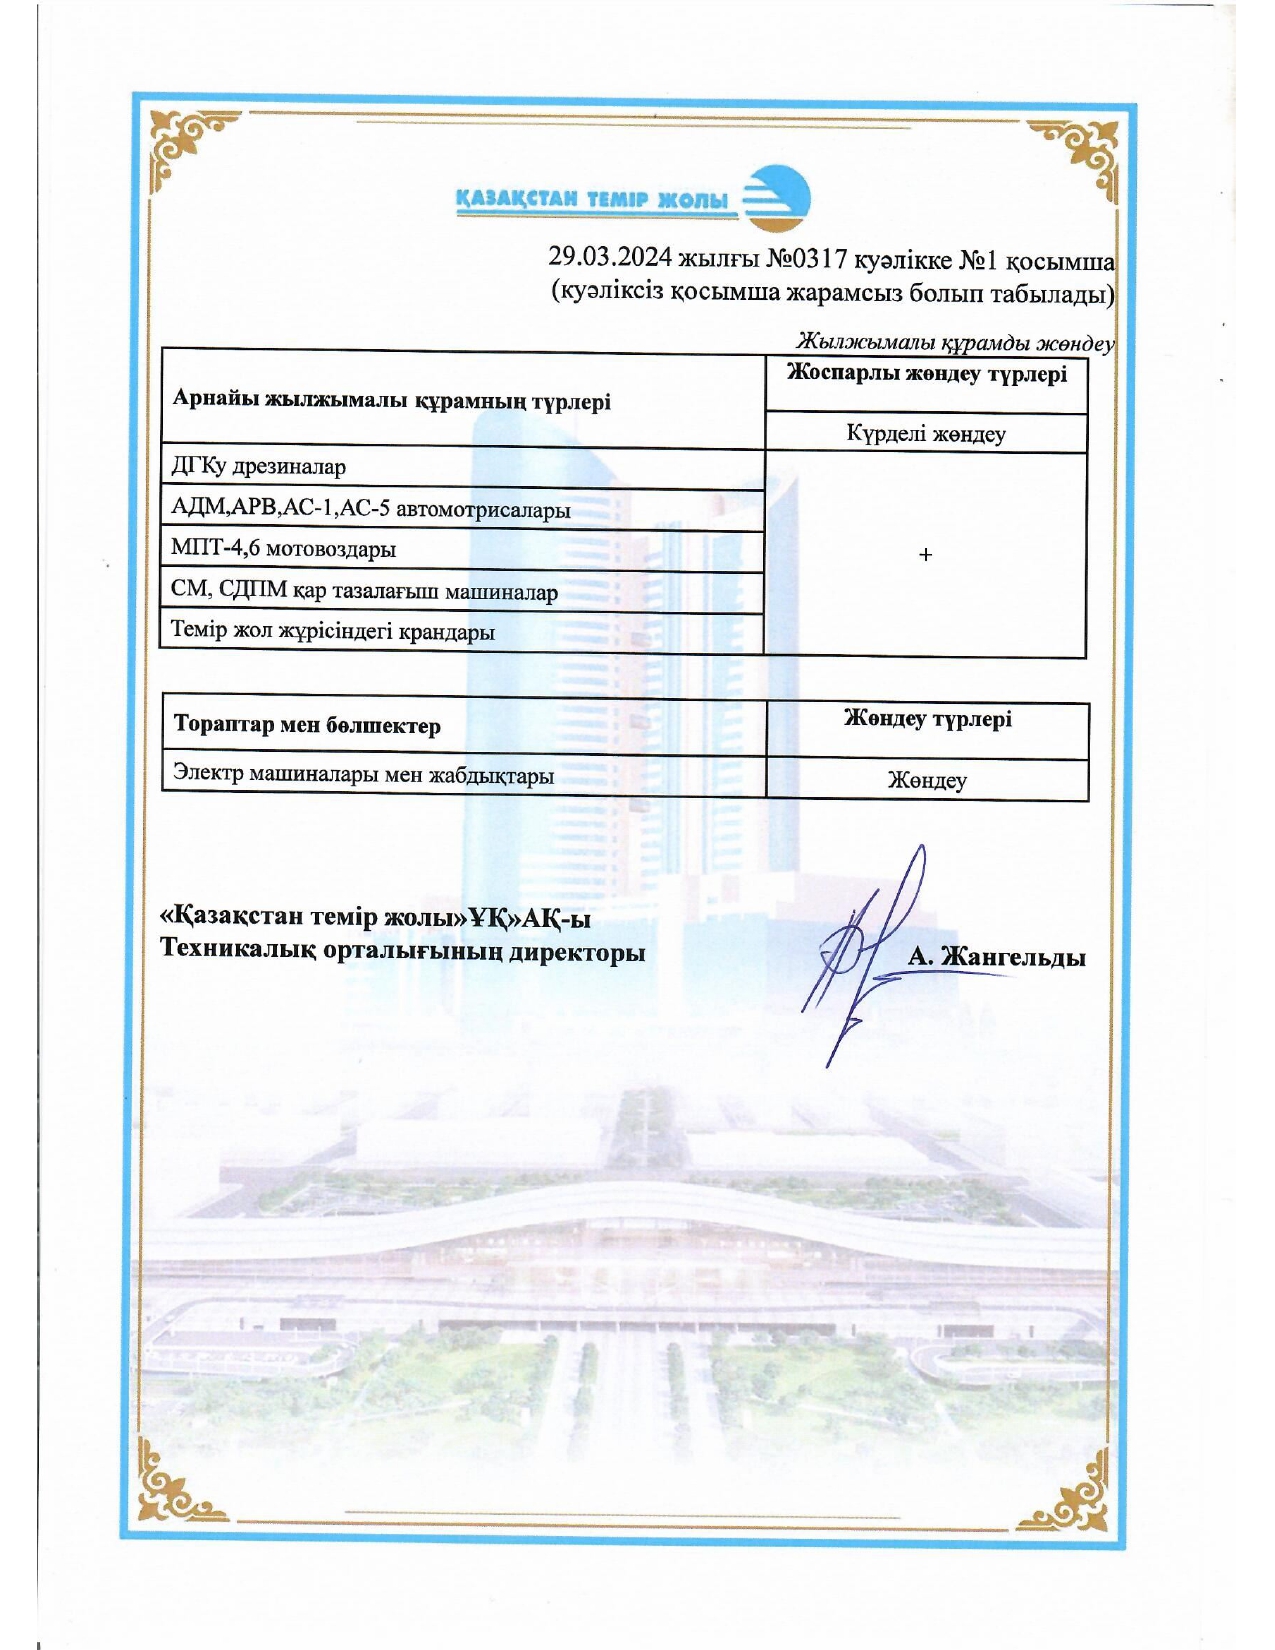 ҚАЗАҚСТАН ТЕМІР ЖОЛЫ
29.03.2024 жылғы №0317 куәлікке №1 қосымша
(куәліксіз қосымша жарамсыз болып табылады)
Жылжымалы құрамды жөндеу
Арнайы жылжымалы құрамның түрлері
Жоспарлы жөндеу түрлері
Күрделі жөндеу
ДГКу дрезиналар
АДМ,АРВ,АС-1,АС-5 автомотрисалары
МПТ-4,6 мотовоздары
СМ, СДПМ қар тазалағыш машиналар
Темір жол жұрісіндегі крандары
+
Тораптар мен бөлшектер
Жөндеу түрлері
Электр машиналары мен жабдықтары
Жөндеу
«Қазақстан темір жолы»ҰҚ»АҚ-ы
Техникалық орталығының директоры
А. Жангельды